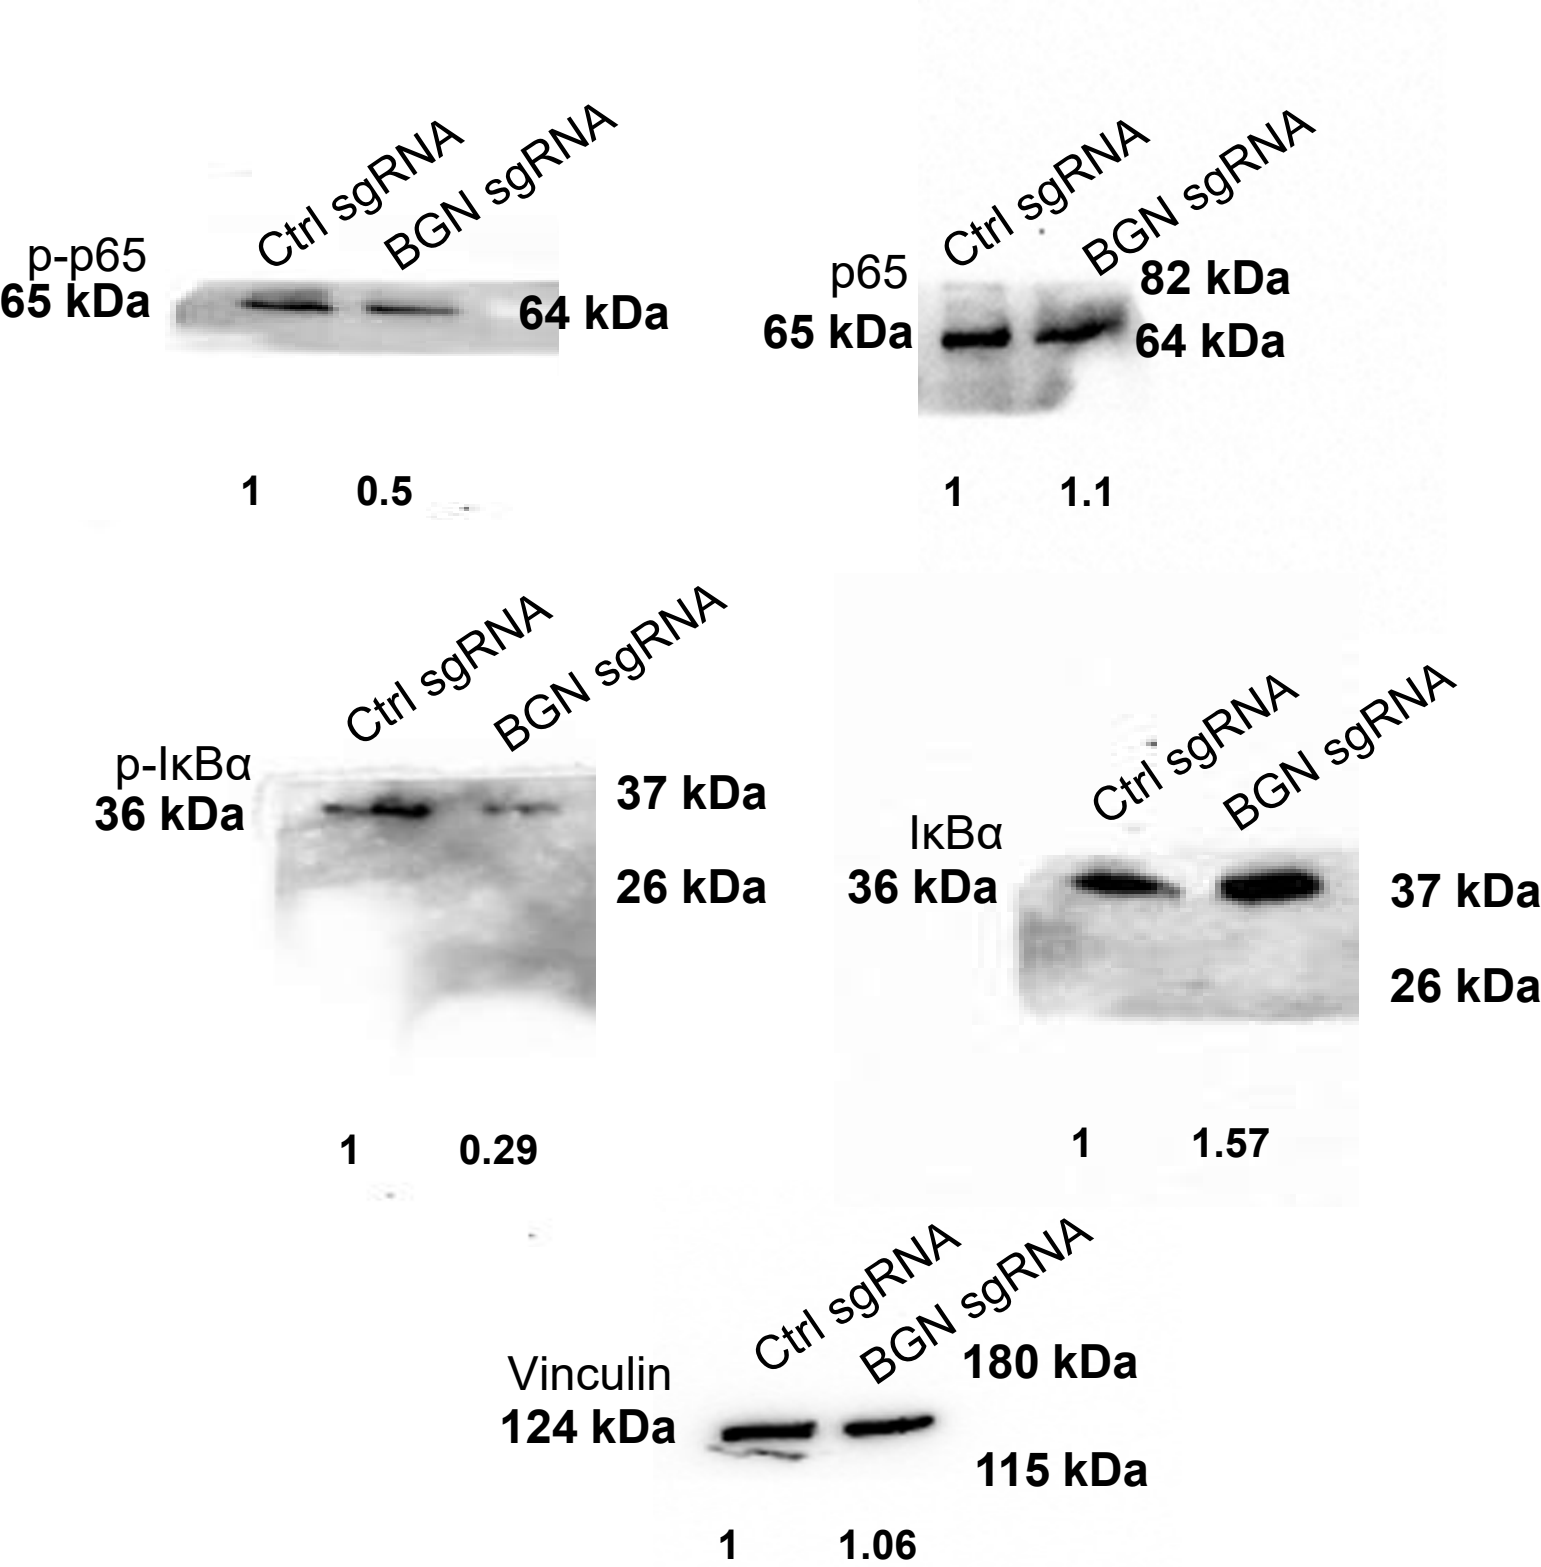 Ctrl sgRNA
BGN sgRNA
p-p65
65 kDa
64 kDa
1 0.5
Ctrl sgRNA
BGN sgRNA
p65
82 kDa
65 kDa
64 kDa
1 1.1
Ctrl sgRNA
BGN sgRNA
p-IκBα
36 kDa
37 kDa
26 kDa
1 0.29
Ctrl sgRNA
BGN sgRNA
IκBα
36 kDa
37 kDa
26 kDa
1 1.57
Ctrl sgRNA
BGN sgRNA
Vinculin
180 kDa
124 kDa
115 kDa
1 1.06